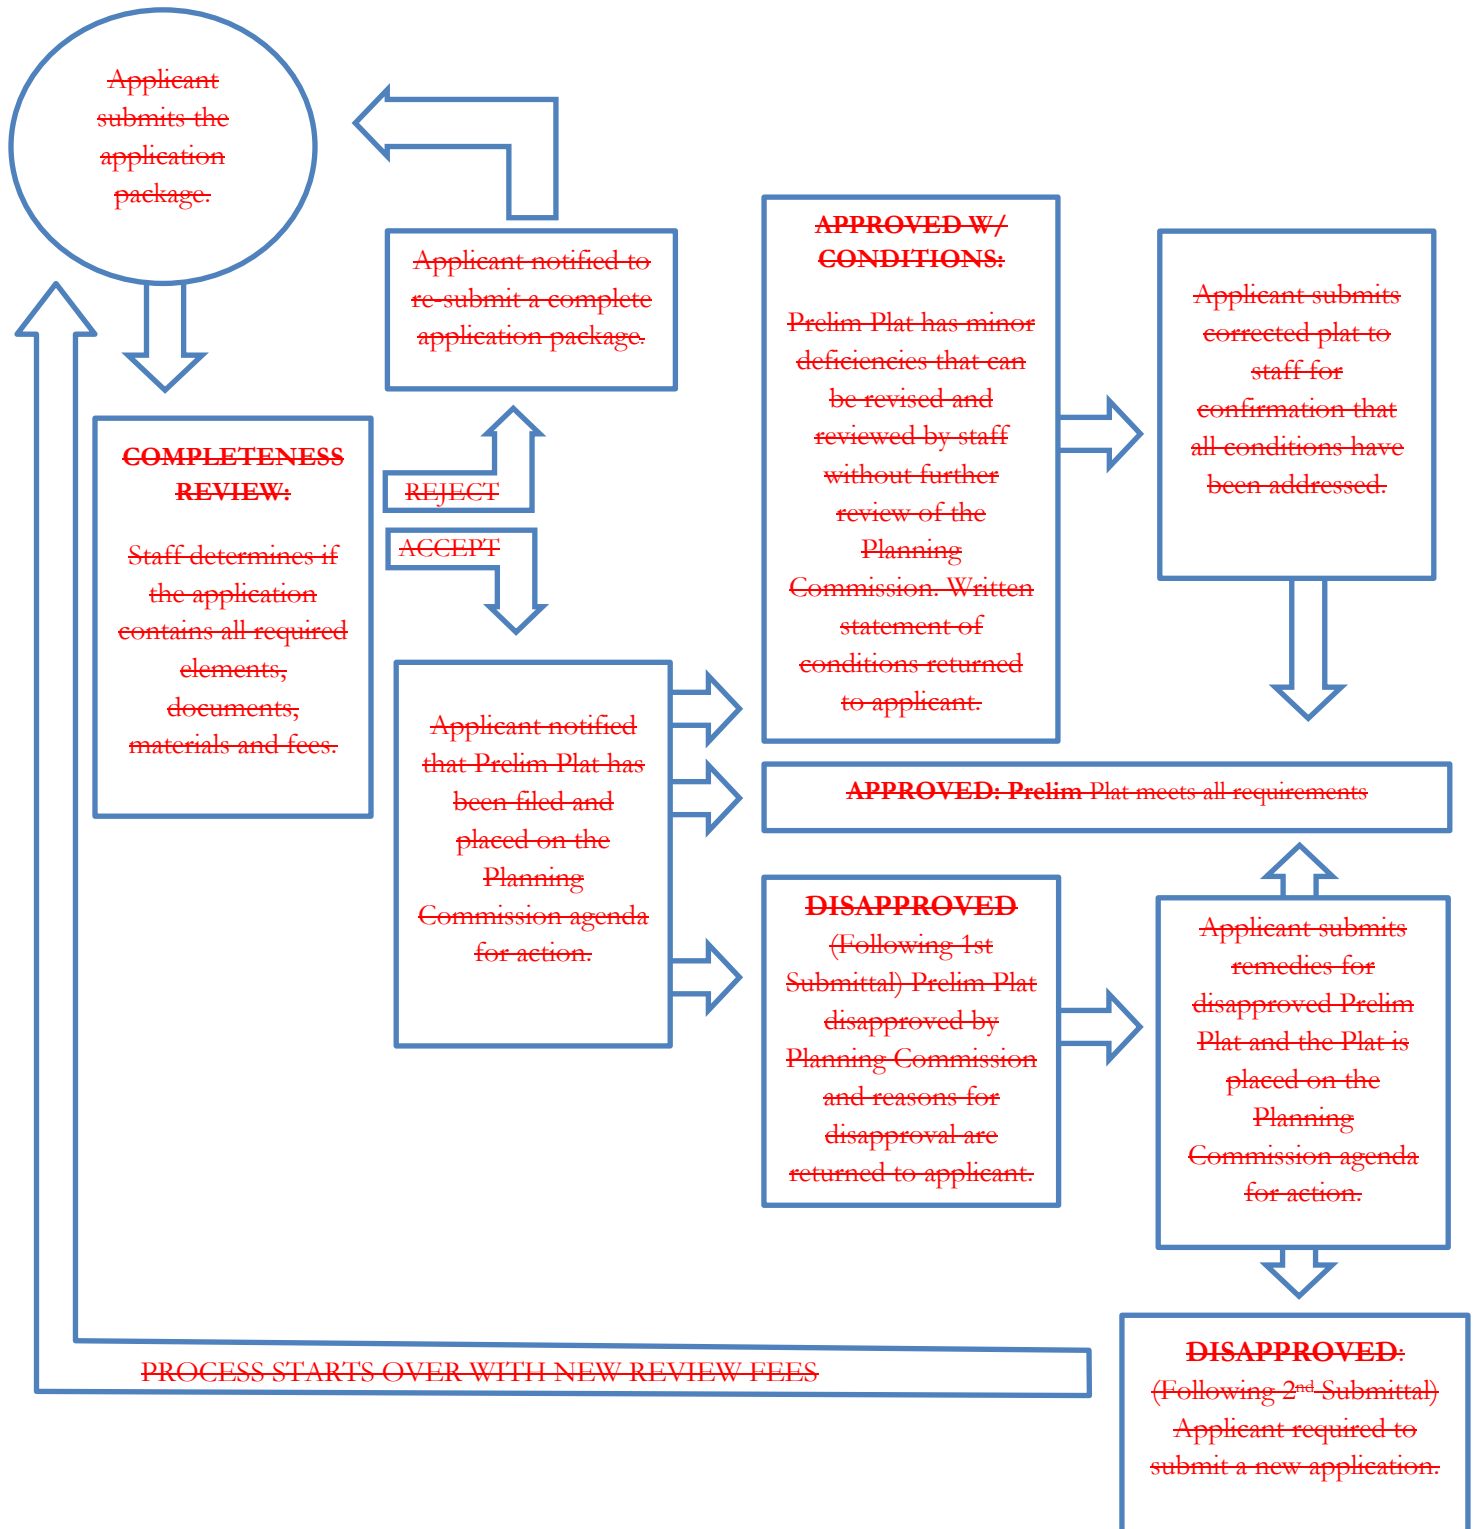 Applicant
submits the
application
package.
Applicant notified to
re-submit a complete
application package.
COMPLETENESS
REVIEW:
Staff determines if
the application
contains all required
elements,
documents,
materials and fees.
REJECT
ACCEPT
Applicant notified
that Prelim Plat has
been filed and
placed on the
Planning
Commission agenda
for action.
APPROVED W/
CONDITIONS:
Prelim Plat has minor
deficiencies that can
be revised and
reviewed by staff
without further
review of the
Planning
Commission. Written
statement of
conditions returned
to applicant.
Applicant submits
corrected plat to
staff for
confirmation that
all conditions have
been addressed.
APPROVED: Prelim Plat meets all requirements
DISAPPROVED
(Following 1st
Submittal) Prelim Plat
disapproved by
Planning Commission
and reasons for
disapproval are
returned to applicant.
Applicant submits
remedies for
disapproved Prelim
Plat and the Plat is
placed on the
Planning
Commission agenda
for action.
DISAPPROVED:
(Following 2nd Submittal)
Applicant required to
submit a new application.
PROCESS STARTS OVER WITH NEW REVIEW FEES